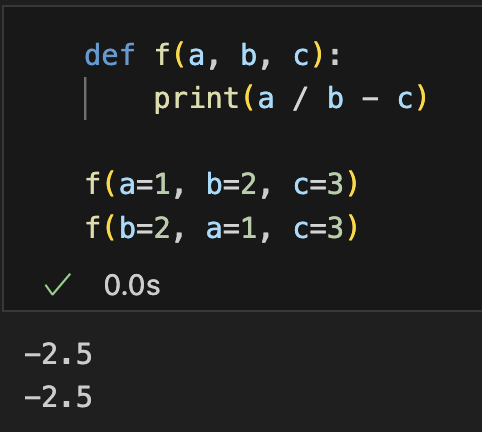 def f(a, b, c):
    print(a / b - c)
f(a=1, b=2, c=3)
f(b=2, a=1, c=3)
✓ 0.0s
-2.5
-2.5